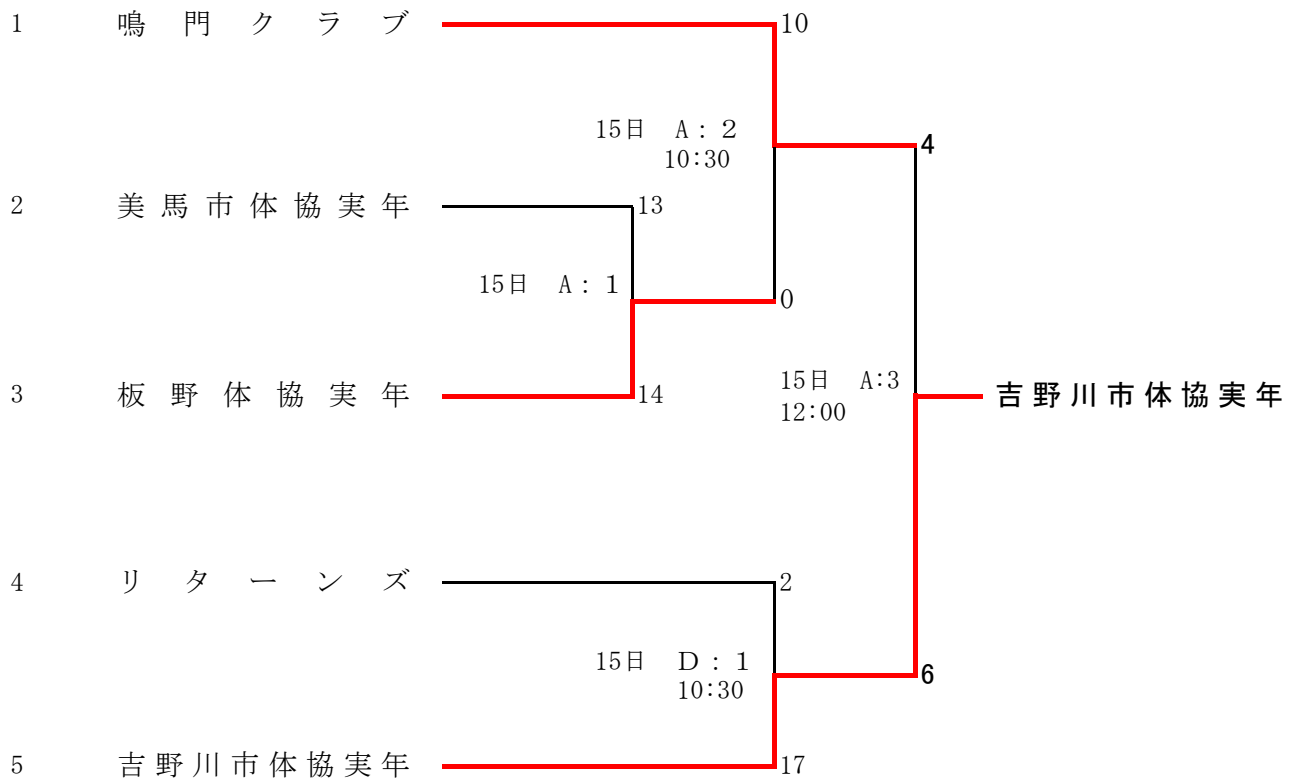 1 鳴門クラブ 10
15日 A:２
10:30
4
2 美馬市体協実年 13
15日 A:１
0
3 板野体協実年 14
15日 A:3
12:00
吉野川市体協実年
4 リターンズ 2
15日 Ｄ:１
10:30
6
5 吉野川市体協実年 17